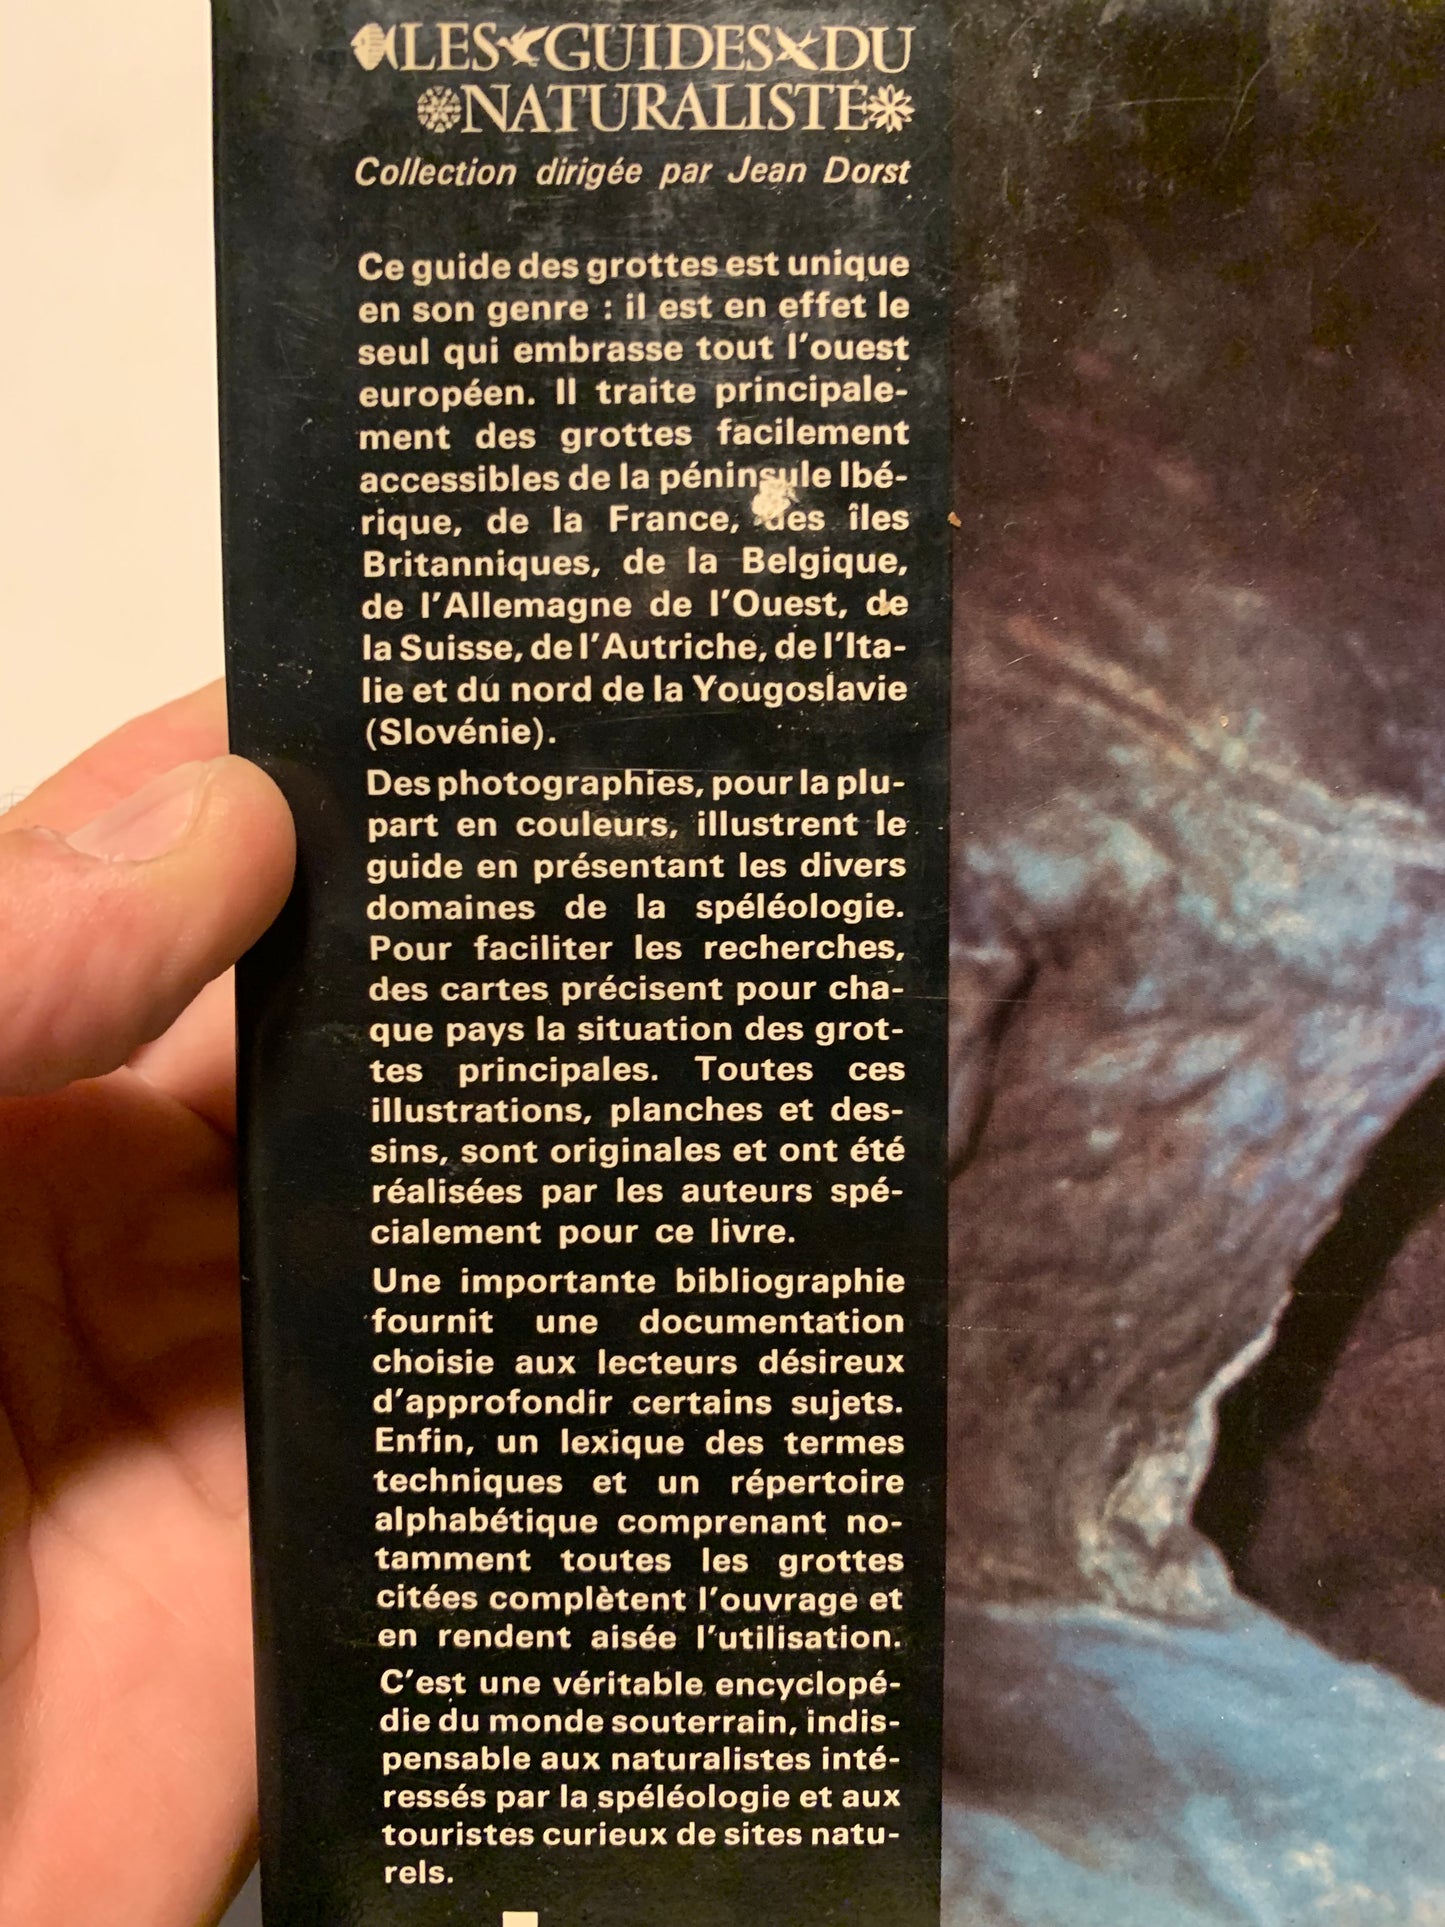 LES GUIDES DU
NATURALISTE
Collection dirigée par Jean Dorst
Ce guide des grottes est unique
en son genre : il est en effet le
seul qui embrasse tout l'ouest
européen. Il traite principale-
ment des grottes facilement
accessibles de la péninsule Ibé-
rique, de la France, des îles
Britanniques, de la Belgique,
de l'Allemagne de l'Ouest, de
la Suisse, de l'Autriche, de l'Ita-
lie et du nord de la Yougoslavie
(Slovénie).
Des photographies, pour la plu-
part en couleurs, illustrent le
guide en présentant les divers
domaines de la spéléologie.
Pour faciliter les recherches,
des cartes précisent pour cha-
que pays la situation des grot-
tes principales. Toutes ces
illustrations, planches et des-
sins, sont originales et ont été
réalisées par les auteurs spé-
cialement pour ce livre.
Une importante bibliographie
fournit une documentation
choisie aux lecteurs désireux
d'approfondir certains sujets.
Enfin, un lexique des termes
techniques et un répertoire
alphabétique comprenant no-
tamment toutes les grottes
citées complètent l'ouvrage et
en rendent aisée l'utilisation.
C'est une véritable encyclopé-
die du monde souterrain, indis-
pensable aux naturalistes inté-
ressés par la spéléologie et aux
touristes curieux de sites natu-
rels.